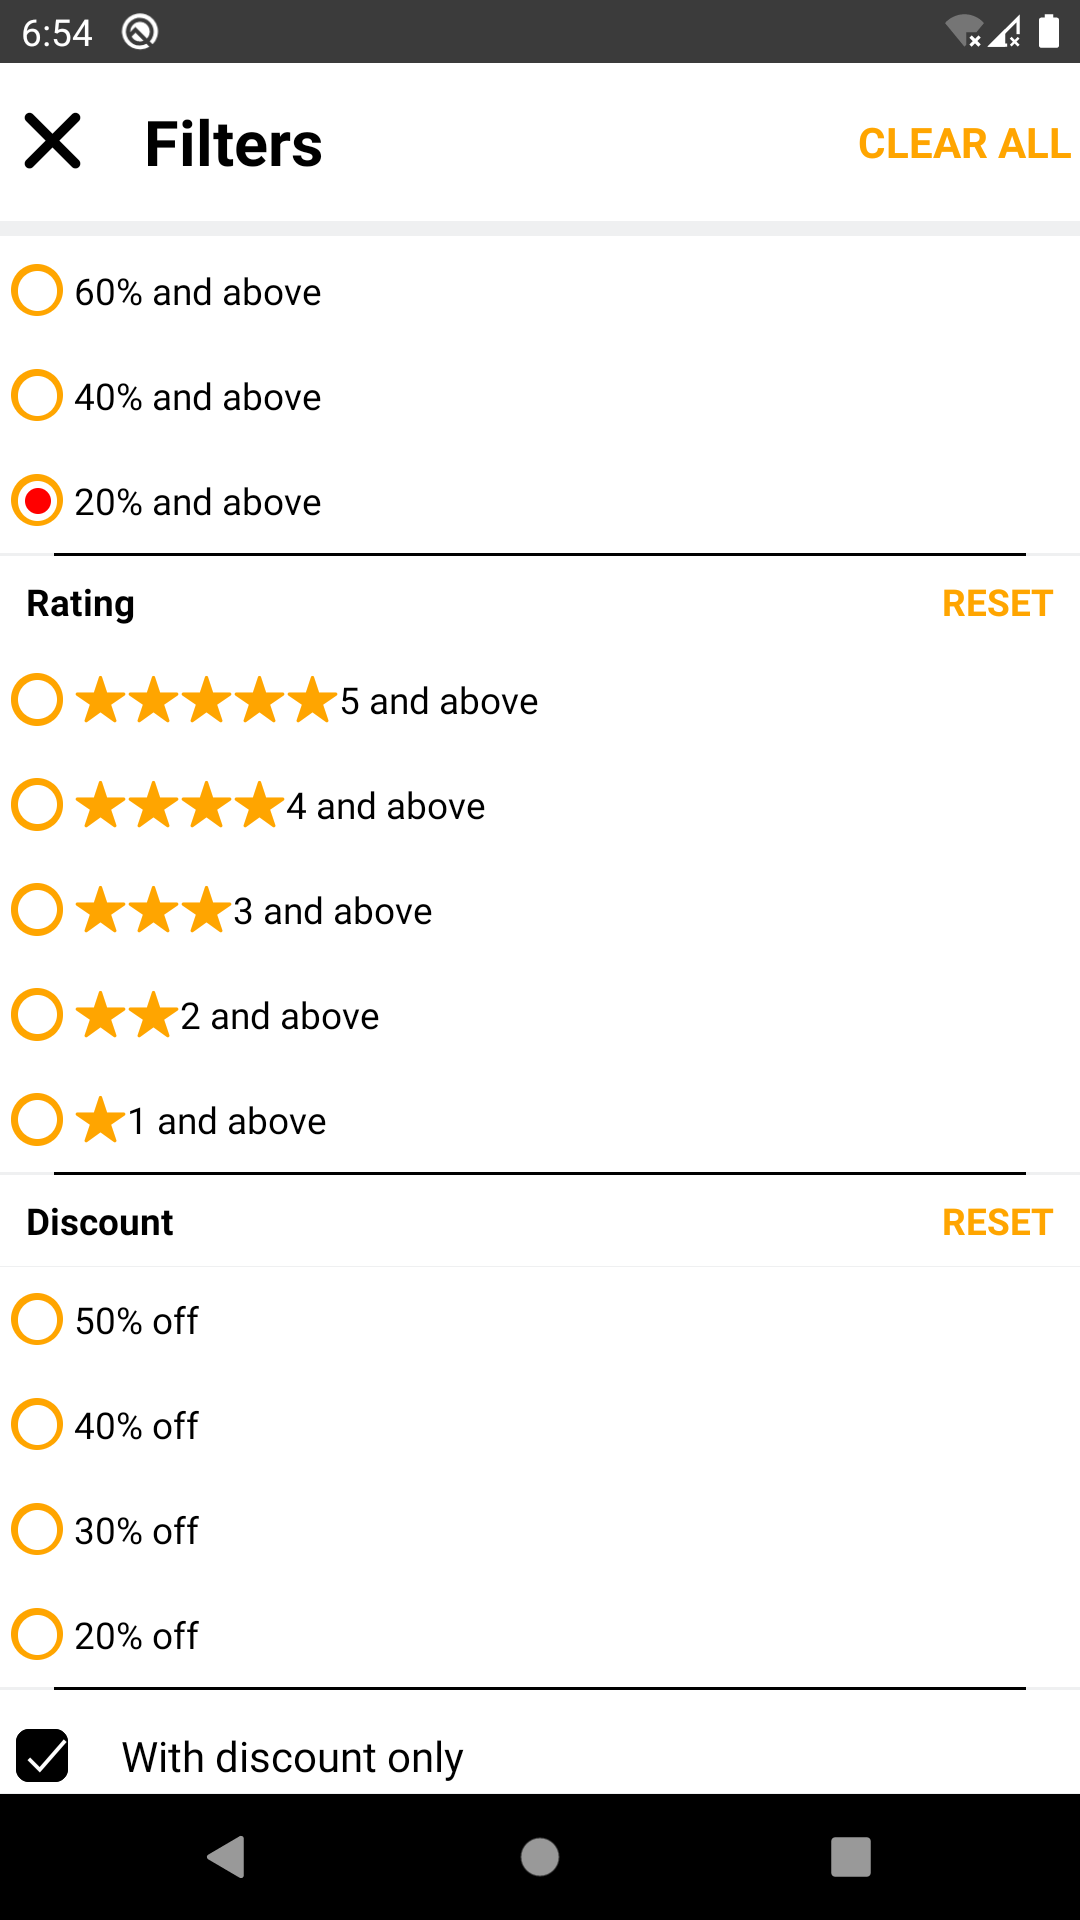 6:54
Filters
CLEAR ALL
60% and above
40% and above
20% and above
Rating
RESET
5 and above
4 and above
3 and above
2 and above
1 and above
Discount
RESET
50% off
40% off
30% off
20% off
With discount only